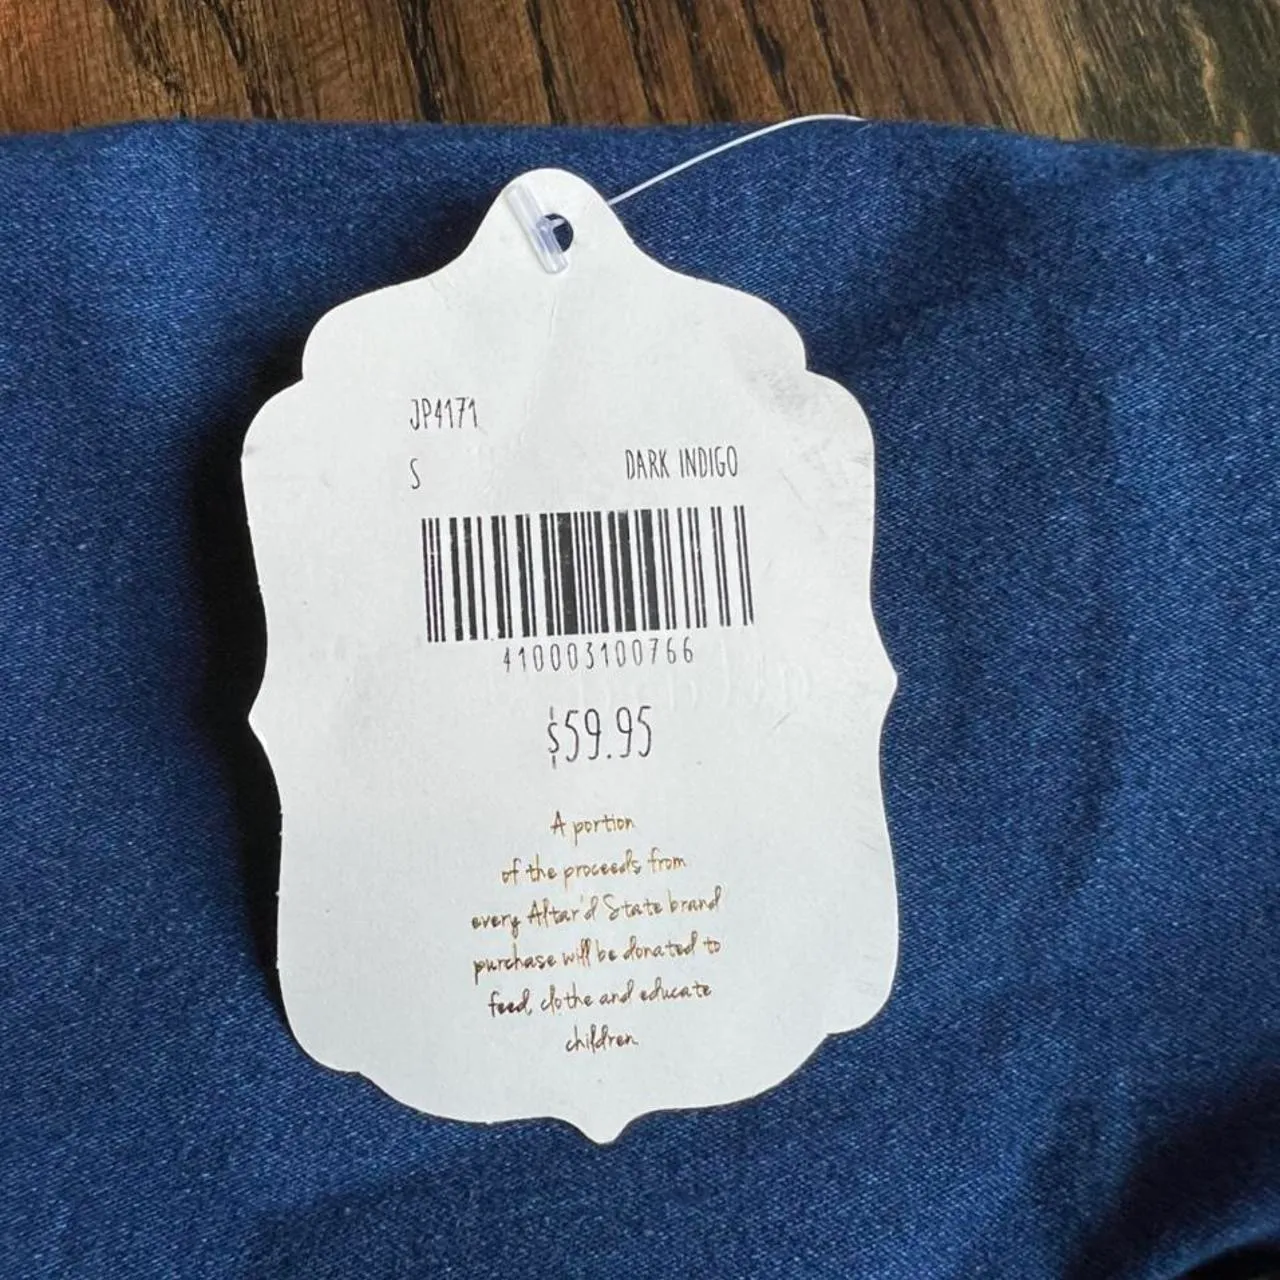 JP4171
S DARK INDIGO
410003100766
$59.95
A portion
of the proceeds from
every Altar'd State brand
purchase will be donated to
feed, clothe and educate
children.